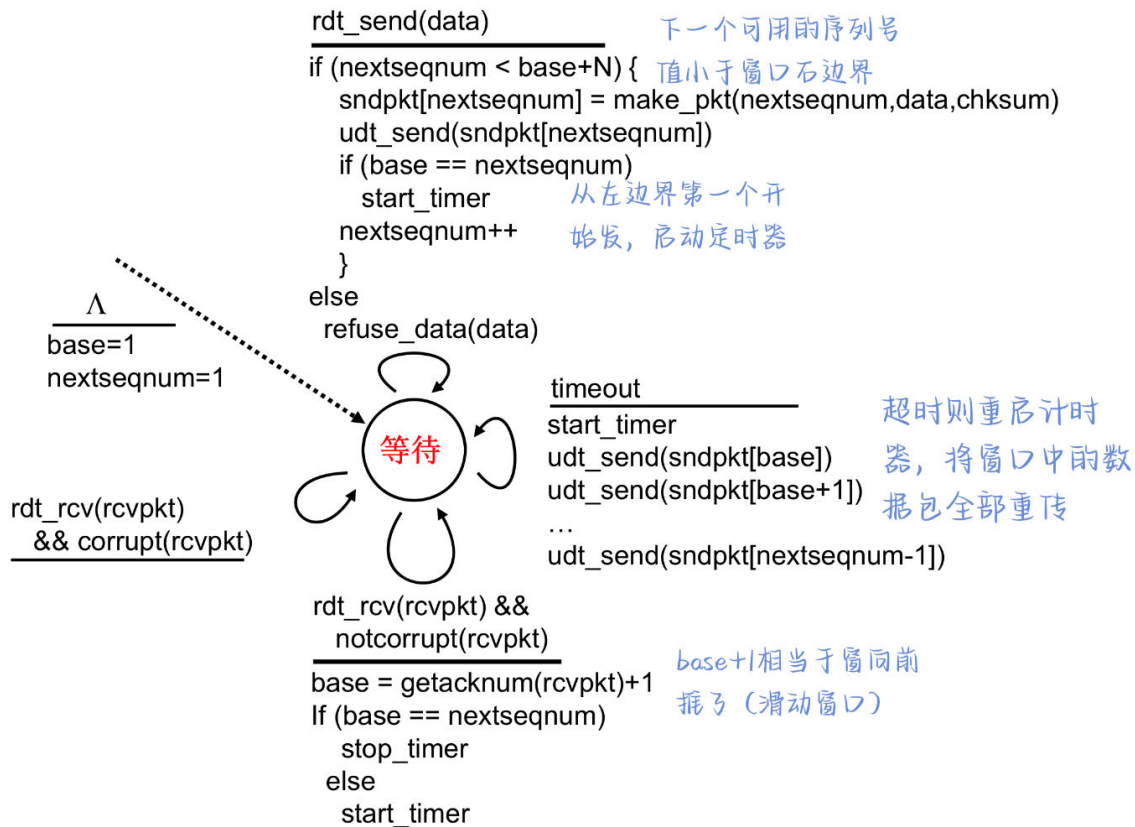 rdt_send(data)
下一个可用的序列号
值小于窗口右边界
if (nextseqnum < base+N) {
sndpkt[nextseqnum] = make_pkt(nextseqnum,data,chksum)
udt_send(sndpkt[nextseqnum])
if (base == nextseqnum)
start_timer
nextseqnum++
}
else
refuse_data(data)
从左边界第一个开
始发，启动定时器
Λ
base=1
nextseqnum=1
等待
timeout
start_timer
udt_send(sndpkt[base])
udt_send(sndpkt[base+1])
…
udt_send(sndpkt[nextseqnum-1])
超时则重启计时
器，将窗口中的数
据包全部重传
rdt_rcv(rcvpkt)
&& corrupt(rcvpkt)
rdt_rcv(rcvpkt) &&
notcorrupt(rcvpkt)
base = getacknum(rcvpkt)+1
If (base == nextseqnum)
stop_timer
else
start_timer
base+1相当于窗向前
推了（滑动窗口）